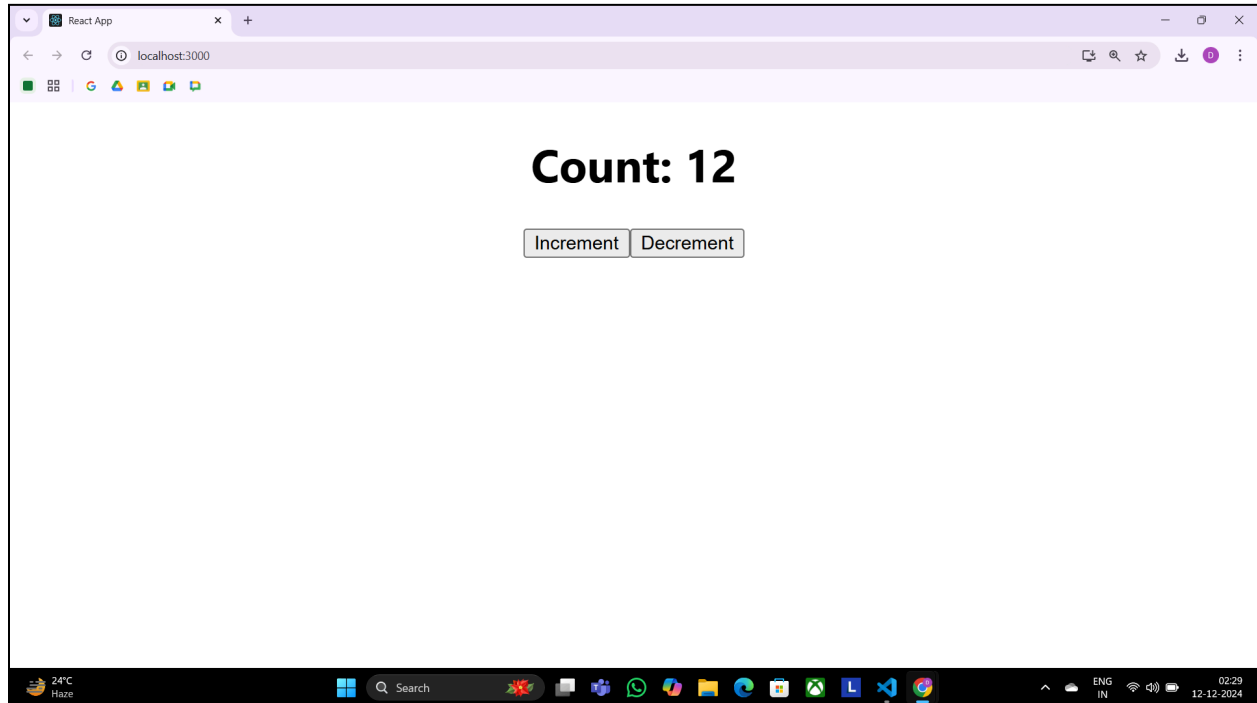 React App
localhost:3000
D
G
Count: 12
Increment Decrement
24°C
Haze
Search
L
ENG
IN
02:29
12-12-2024